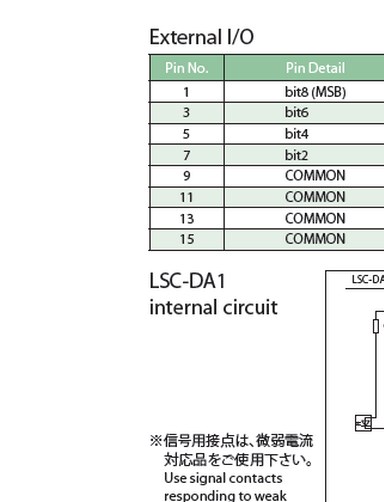 External I/O
Pin No. Pin Detail
1 bit8 (MSB)
3 bit6
5 bit4
7 bit2
9 COMMON
11 COMMON
13 COMMON
15 COMMON
LSC-DA1
internal circuit
LSC-DA
※信号用接点は、微弱電流
対応品をご使用下さい。
Use signal contacts
responding to weak